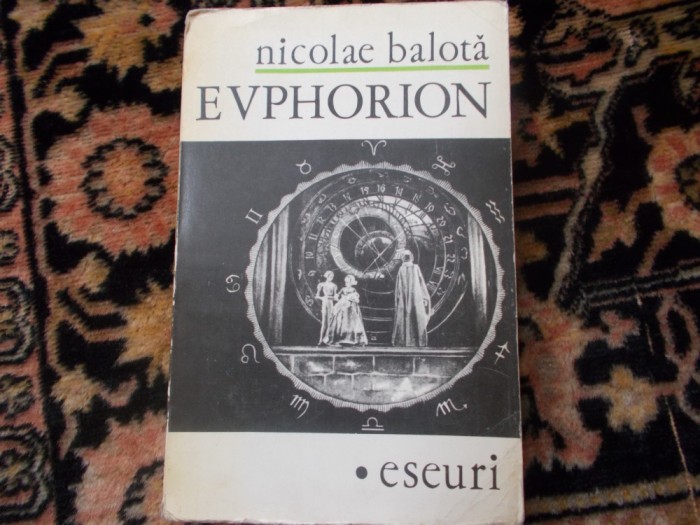 nicolae balotă
EVPHORION
• eseuri